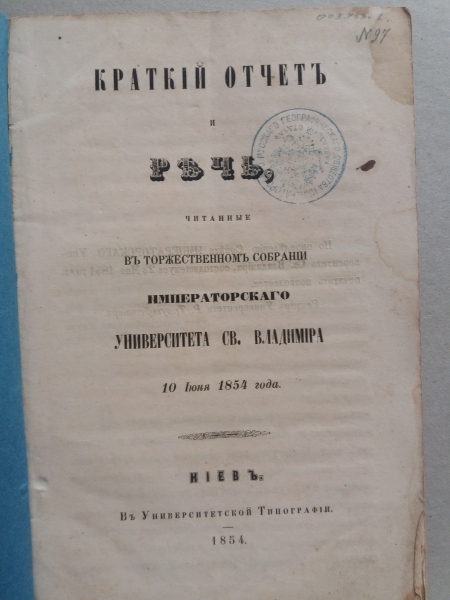 N97
КРАТКІЙ ОТЧЕТЪ
И
РѢЧЬ,
ЧИТАННЫЕ
ВЪ ТОРЖЕСТВЕННОМЪ СОБРАНІИ
ИМПЕРАТОРСКАГО
УНИВЕРСИТЕТА СВ. ВЛАДИМІРА
10 Іюня 1854 года.
КІЕВЪ.
Въ Университетской Типографіи.
1854.